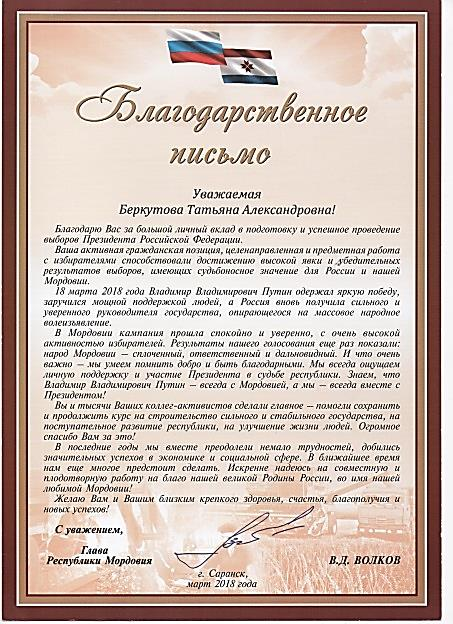 Благодарственное
письмо
Уважаемая
Беркутова Татьяна Александровна!
Благодарю Вас за большой личный вклад в подготовку и успешное проведение
выборов Президента Российской Федерации.
Ваша активная гражданская позиция, целенаправленная и предметная работа
с избирателями способствовали достижению высокой явки и убедительных
результатов выборов, имеющих судьбоносное значение для России и нашей
Мордовии.
18 марта 2018 года Владимир Владимирович Путин одержал яркую победу,
заручился мощной поддержкой людей, а Россия вновь получила сильного и
уверенного руководителя государства, опирающегося на массовое народное
волеизъявление.
В Мордовии кампания прошла спокойно и уверенно, с очень высокой
активностью избирателей. Результаты нашего голосования еще раз показали:
народ Мордовии – сплоченный, ответственный и дальновидный. И что очень
важно – мы умеем помнить добро и быть благодарными. Мы всегда ощущаем
личную поддержку и участие Президента в судьбе республики. Знаем, что
Владимир Владимирович Путин – всегда с Мордовией, а мы – всегда вместе с
Президентом!
Вы и тысячи Ваших коллег-активистов сделали главное – помогли сохранить
и продолжить курс на строительство сильного и стабильного государства, на
поступательное развитие республики, на улучшение жизни людей. Огромное
спасибо Вам за это!
В последние годы мы вместе преодолели немало трудностей, добились
значительных успехов в экономике и социальной сфере. В ближайшее время
нам еще многое предстоит сделать. Искренне надеюсь на совместную и
плодотворную работу на благо нашей великой Родины России, во имя нашей
любимой Мордовии!
Желаю Вам и Вашим близким крепкого здоровья, счастья, благополучия и
новых успехов!
С уважением,
Глава
Республики Мордовия
В.Д. ВОЛКОВ
г. Саранск,
март 2018 года